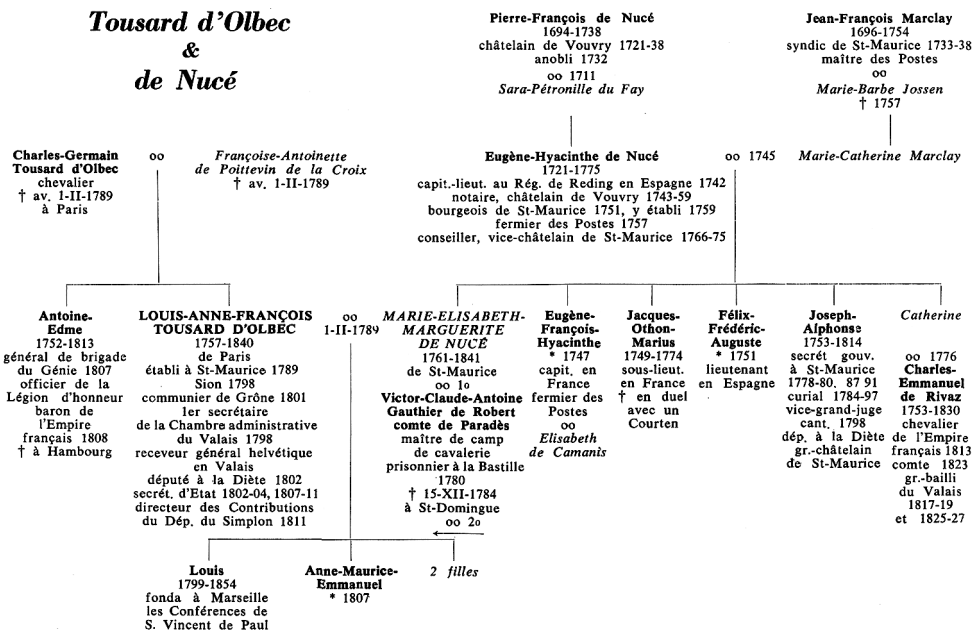 Tousard d'Olbec
&
de Nucé
Pierre-François de Nucé
1694-1738
châtelain de Vouvry 1721-38
anobli 1732
oo 1711
Sara-Pétronille du Fay
Jean-François Marclay
1696-1754
syndic de St-Maurice 1733-38
maître des Postes
oo
Marie-Barbe Jossen
† 1757
Charles-Germain
Tousard d'Olbec
chevalier
† av. 1-II-1789
à Paris
oo
Françoise-Antoinette
de Poittevin de la Croix
† av. 1-II-1789
Eugène-Hyacinthe de Nucé
1721-1775
capit.-lieut. au Rég. de Reding en Espagne 1742
notaire, châtelain de Vouvry 1743-59
bourgeois de St-Maurice 1751, y établi 1759
fermier des Postes 1757
conseiller, vice-châtelain de St-Maurice 1766-75
oo 1745
Marie-Catherine Marclay
Antoine-
Edme
1752-1813
général de brigade
du Génie 1807
officier de la
Légion d'honneur
baron de
l'Empire
français 1808
† à Hambourg
LOUIS-ANNE-FRANÇOIS
TOUSARD D'OLBEC
1757-1840
de Paris
établi à St-Maurice 1789
Sion 1798
communier de Grône 1801
1er secrétaire
de la Chambre administrative
du Valais 1798
receveur général helvétique
en Valais
député à la Diète 1802
secrét. d'Etat 1802-04, 1807-11
directeur des Contributions
du Dép. du Simplon 1811
oo
1-II-1789
MARIE-ELISABETH-
MARGUERITE
DE NUCÉ
1761-1841
de St-Maurice
oo 1o
Victor-Claude-Antoine
Gauthier de Robert
comte de Paradès
maître de camp
de cavalerie
prisonnier à la Bastille
1780
† 15-XII-1784
à St-Domingue
oo 2o
Eugène-
François-
Hyacinthe
* 1747
capit. en
France
fermier des
Postes
oo
Elisabeth
de Camanis
Jacques-
Othon-
Marius
1749-1774
sous-lieut.
en France
† en duel
avec un
Courten
Félix-
Frédéric-
Auguste
* 1751
lieutenant
en Espagne
Joseph-
Alphonse
1753-1814
secrét gouv.
à St-Maurice
1778-80. 87 91
curial 1784-97
vice-grand-juge
cant. 1798
dép. à la Diète
gr.-châtelain
de St-Maurice
Catherine
oo 1776
Charles-
Emmanuel
de Rivaz
1753-1830
chevalier
de l'Empire
français 1813
comte 1823
gr.-bailli
du Valais
1817-19
et 1825-27
Louis
1799-1854
fonda à Marseille
les Conférences de
S. Vincent de Paul
Anne-Maurice-
Emmanuel
* 1807
2 filles